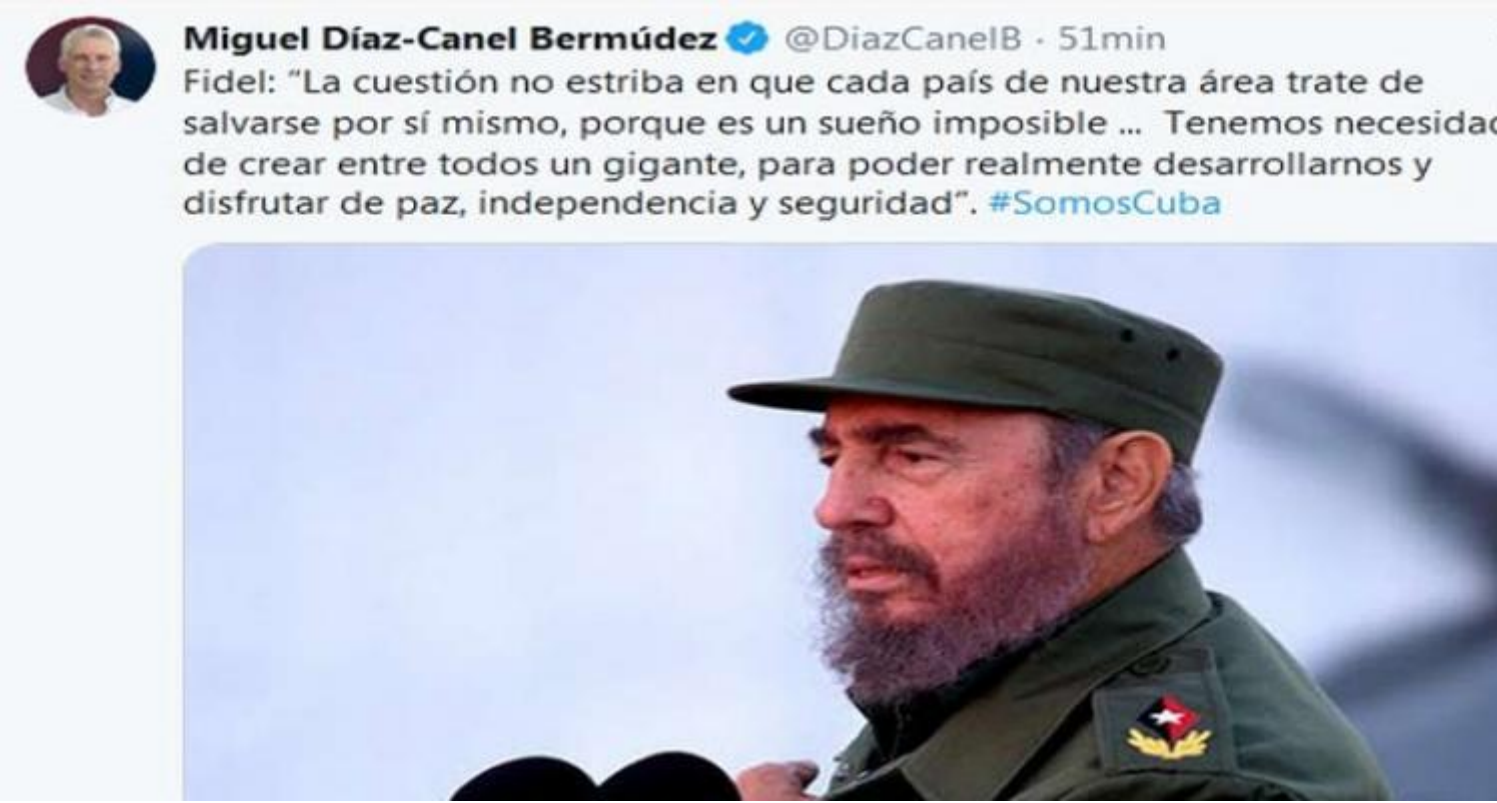 Miguel Díaz-Canel Bermúdez @DiazCanelB · 51min
Fidel: “La cuestión no estriba en que cada país de nuestra área trate de
salvarse por sí mismo, porque es un sueño imposible ... Tenemos necesidad
de crear entre todos un gigante, para poder realmente desarrollarnos y
disfrutar de paz, independencia y seguridad”. #SomosCuba